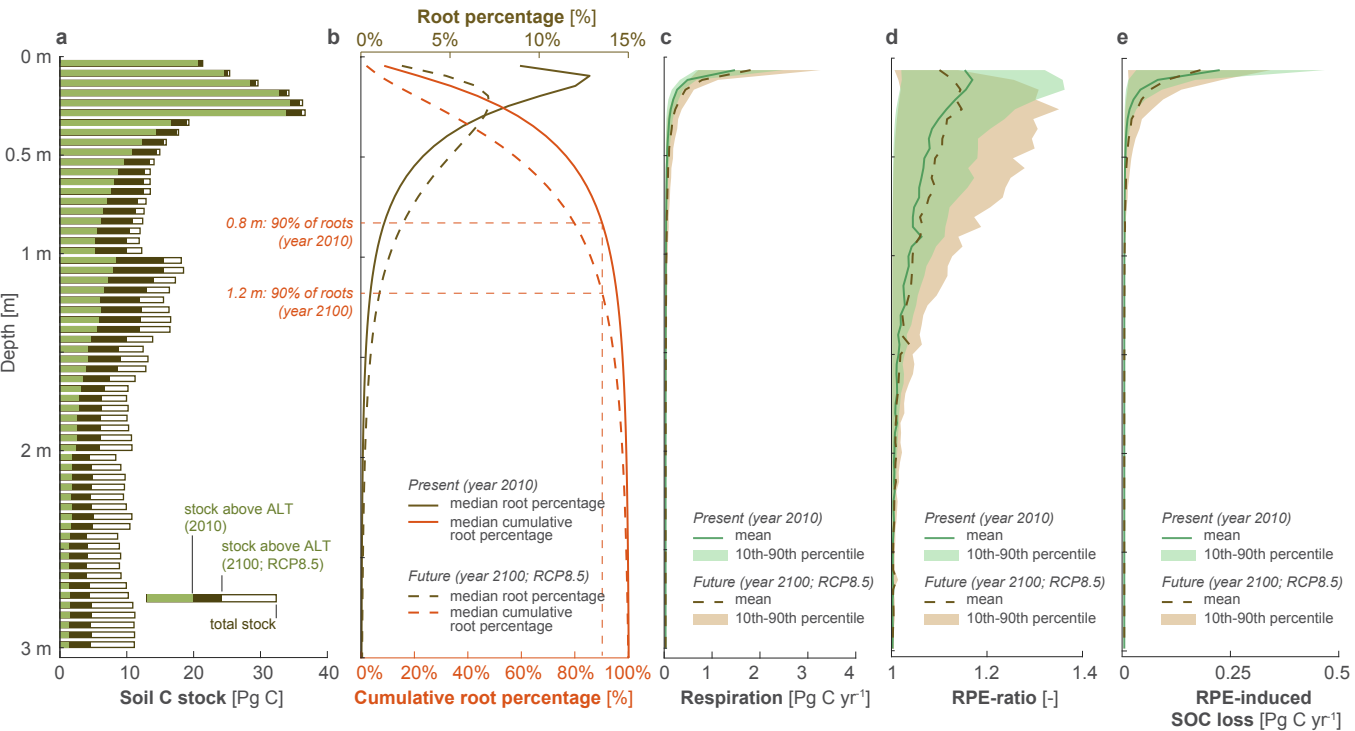 Root percentage [%]
a
b
c
d
e
0% 5% 10% 15%
0 m
0.5 m
1 m
2 m
3 m
Depth [m]
0.8 m: 90% of roots
(year 2010)
1.2 m: 90% of roots
(year 2100)
stock above ALT
(2010)
stock above ALT
(2100; RCP8.5)
total stock
Present (year 2010)
median root percentage
median cumulative
root percentage
Future (year 2100; RCP8.5)
median root percentage
median cumulative
root percentage
Present (year 2010)
mean
10th-90th percentile
Future (year 2100; RCP8.5)
mean
10th-90th percentile
Present (year 2010)
mean
10th-90th percentile
Future (year 2100; RCP8.5)
mean
10th-90th percentile
Present (year 2010)
mean
10th-90th percentile
Future (year 2100; RCP8.5)
mean
10th-90th percentile
0 10 20 30 40
Soil C stock [Pg C]
0% 20% 40% 60% 80% 100%
Cumulative root percentage [%]
0 1 2 3 4
Respiration [Pg C yr⁻¹]
1 1.2 1.4
RPE-ratio [-]
0 0.25 0.5
RPE-induced
SOC loss [Pg C yr⁻¹]